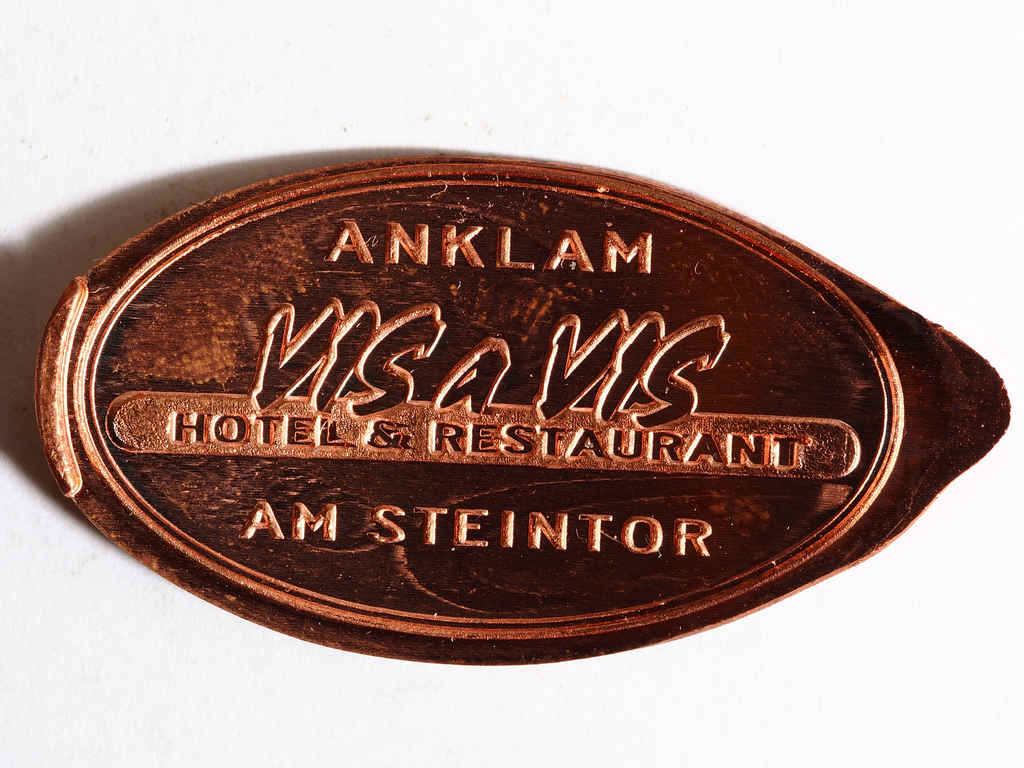 ANKLAM
VIS a VIS
HOTEL & RESTAURANT
AM STEINTOR